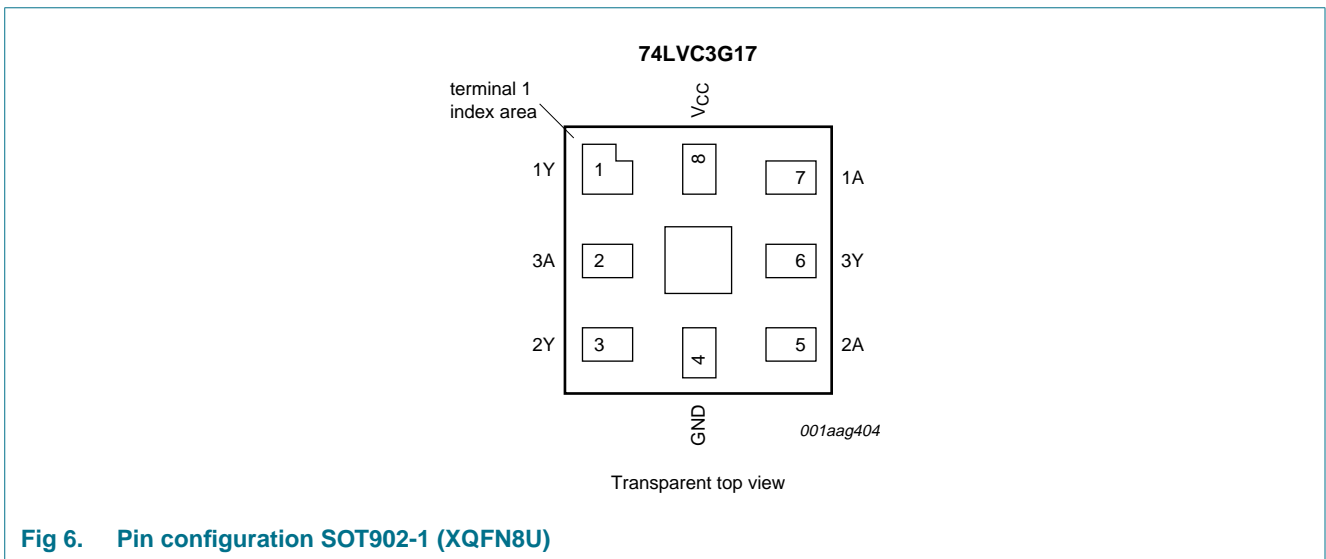 74LVC3G17
terminal 1
index area
VCC
1Y 1 8 7 1A
3A 2 6 3Y
2Y 3 4 5 2A
GND
001aag404
Transparent top view
Fig 6. Pin configuration SOT902-1 (XQFN8U)